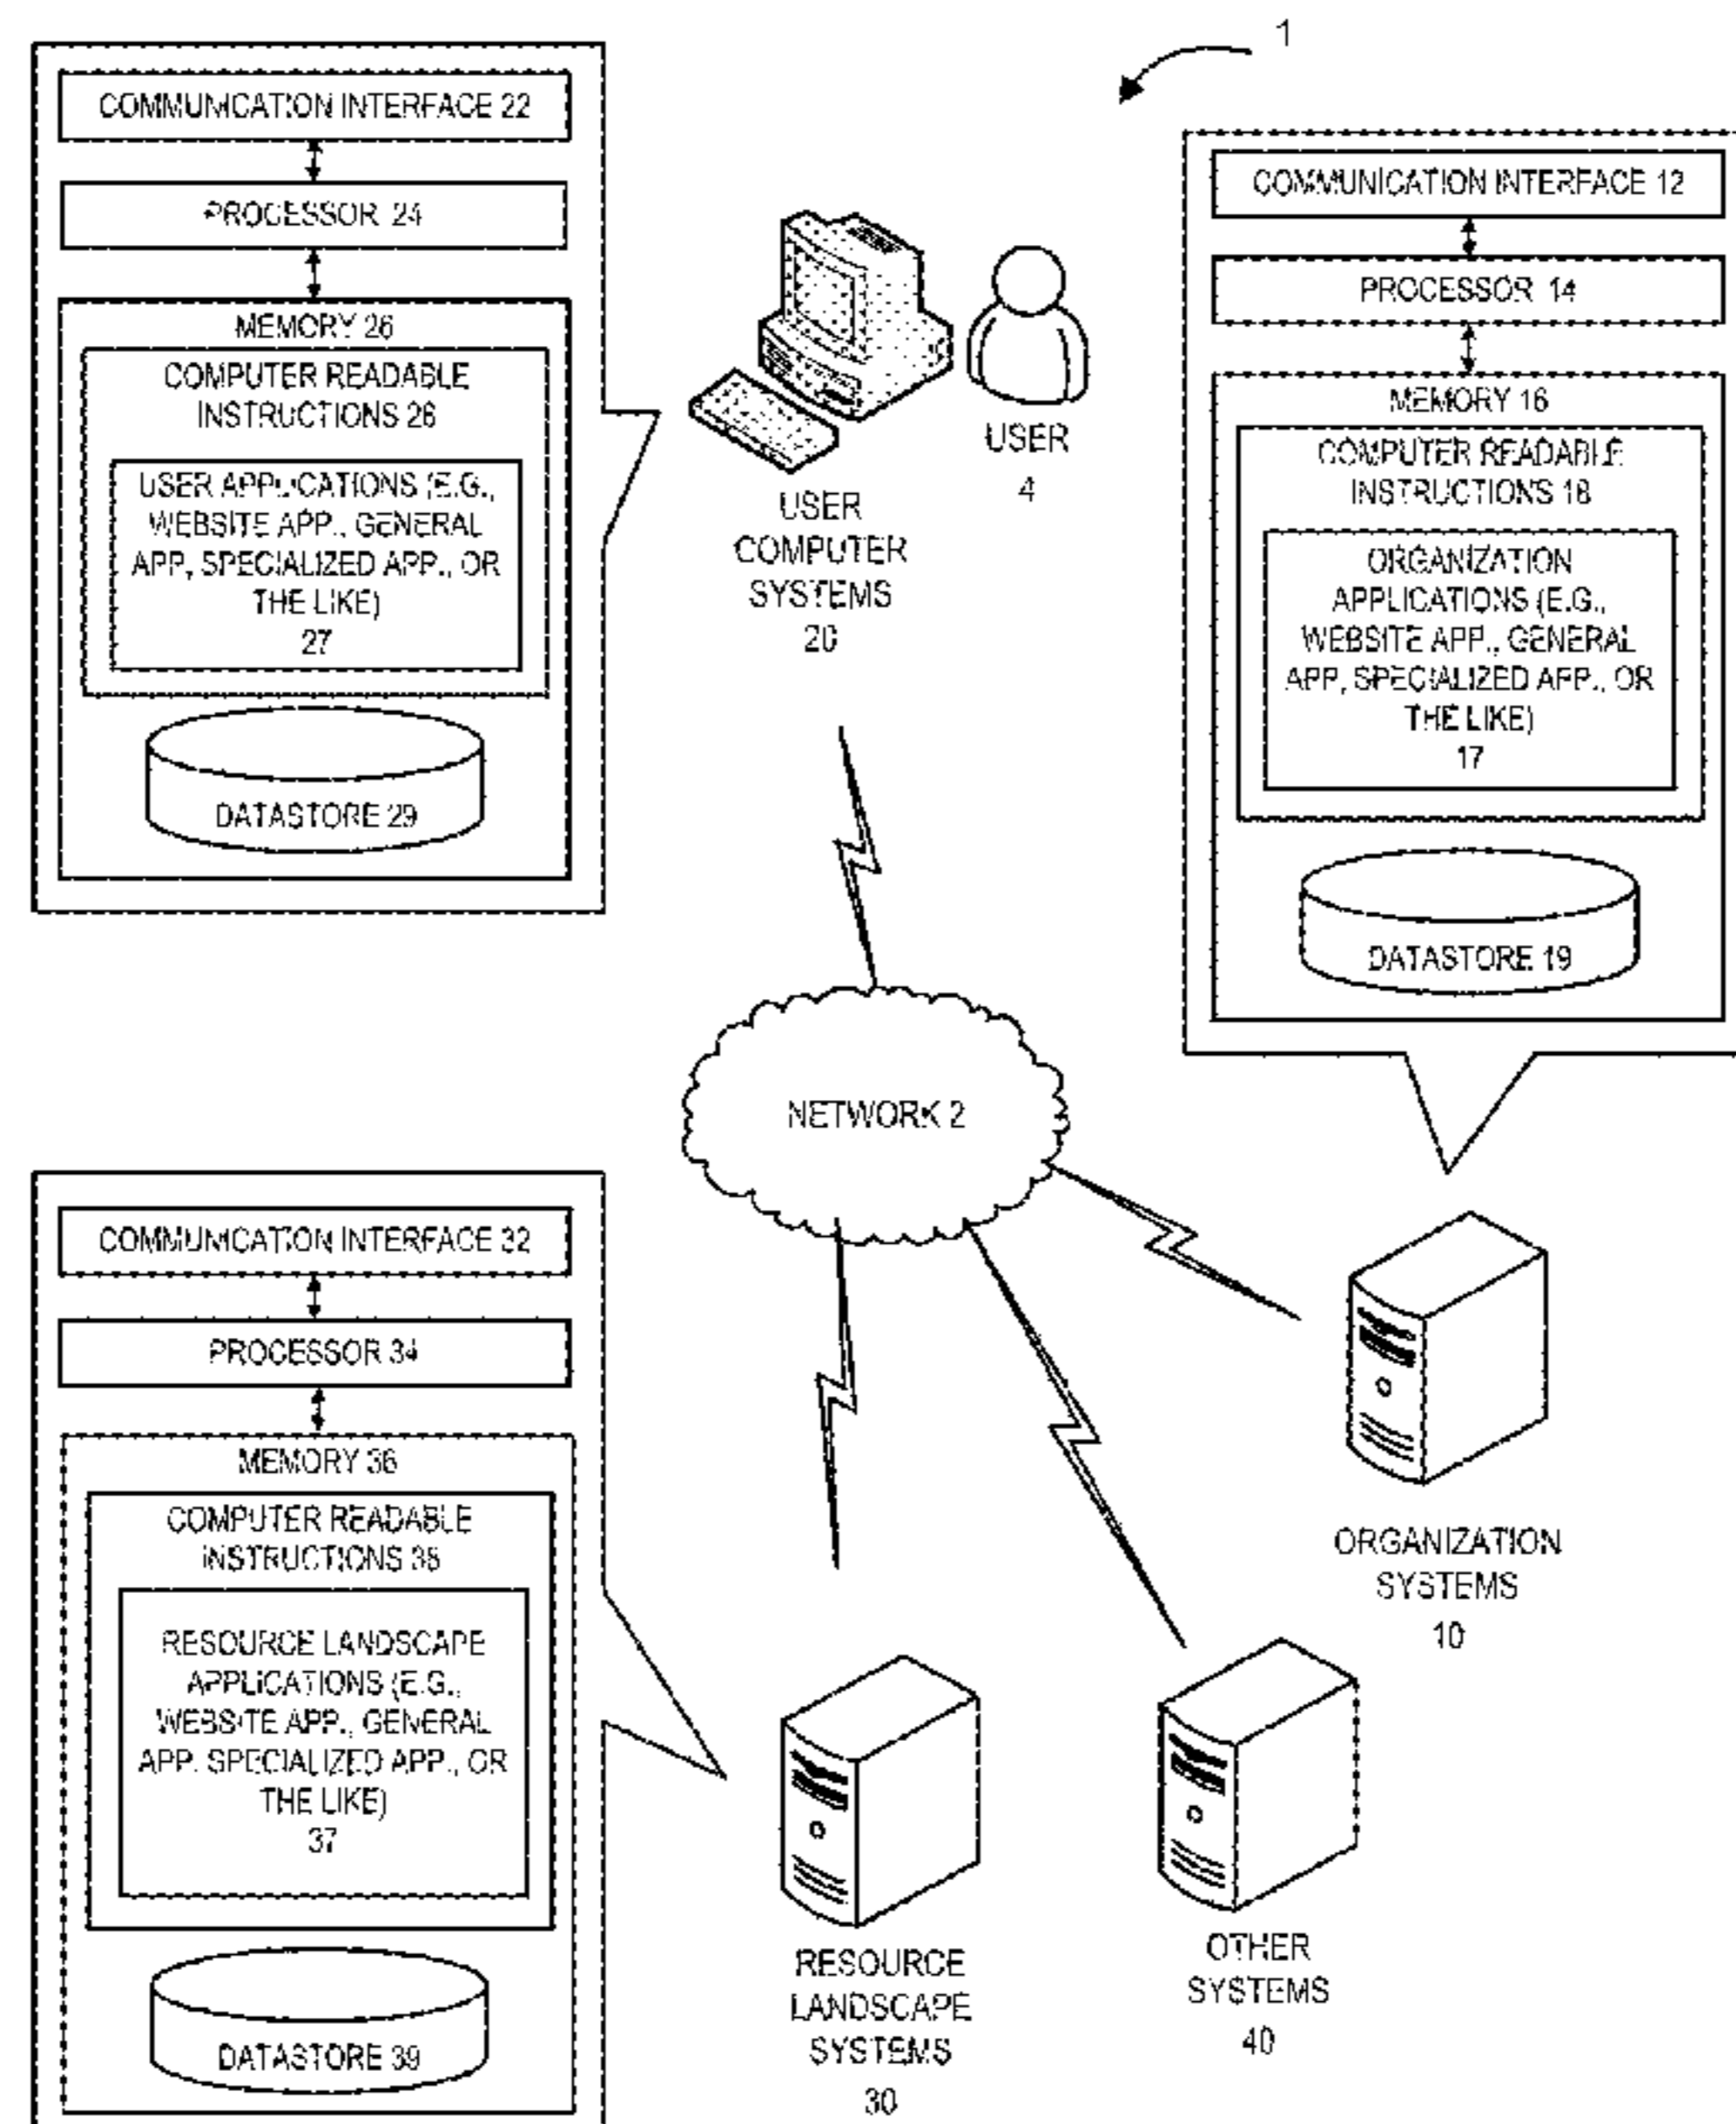 1
COMMUNICATION INTERFACE 22
PROCESSOR 24
MEMORY 26
COMPUTER READABLE
INSTRUCTIONS 28
USER APPLICATIONS (E.G.,
WEBSITE APP., GENERAL
APP, SPECIALIZED APP., OR
THE LIKE)
27
DATASTORE 29
USER
COMPUTER
SYSTEMS
20
USER
4
COMMUNICATION INTERFACE 12
PROCESSOR 14
MEMORY 16
COMPUTER READABLE
INSTRUCTIONS 18
ORGANIZATION
APPLICATIONS (E.G.,
WEBSITE APP., GENERAL
APP, SPECIALIZED APP., OR
THE LIKE)
17
DATASTORE 19
NETWORK 2
COMMUNICATION INTERFACE 32
PROCESSOR 34
MEMORY 36
COMPUTER READABLE
INSTRUCTIONS 38
RESOURCE LANDSCAPE
APPLICATIONS (E.G.,
WEBSITE APP., GENERAL
APP, SPECIALIZED APP., OR
THE LIKE)
37
DATASTORE 39
RESOURCE
LANDSCAPE
SYSTEMS
30
OTHER
SYSTEMS
40
ORGANIZATION
SYSTEMS
10